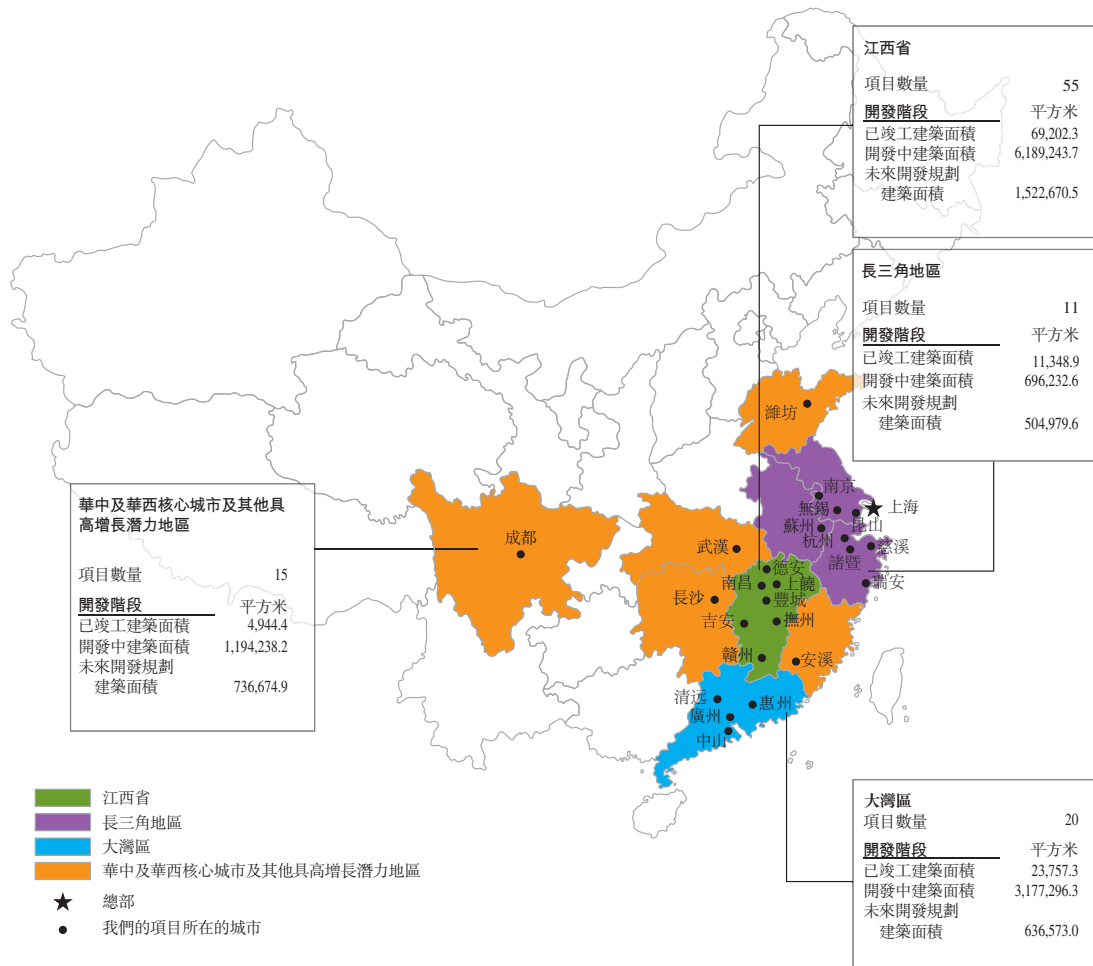 江西省
項目數量 55
開發階段 平方米
已竣工建築面積 69,202.3
開發中建築面積 6,189,243.7
未來開發規劃
建築面積 1,522,670.5
長三角地區
項目數量 11
開發階段 平方米
已竣工建築面積 11,348.9
開發中建築面積 696,232.6
未來開發規劃
建築面積 504,979.6
華中及華西核心城市及其他具
高增長潛力地區
項目數量 15
開發階段 平方米
已竣工建築面積 4,944.4
開發中建築面積 1,194,238.2
未來開發規劃
建築面積 736,674.9
濰坊
南京
無錫
上海
蘇州
昆山
杭州
慈溪
諸暨
瑞安
成都
武漢
德安
南昌
上饒
長沙
豐城
吉安
撫州
贛州
安溪
清远
惠州
廣州
中山
大灣區
項目數量 20
開發階段 平方米
已竣工建築面積 23,757.3
開發中建築面積 3,177,296.3
未來開發規劃
建築面積 636,573.0
江西省
長三角地區
大灣區
華中及華西核心城市及其他具高增長潛力地區
總部
我們的項目所在的城市